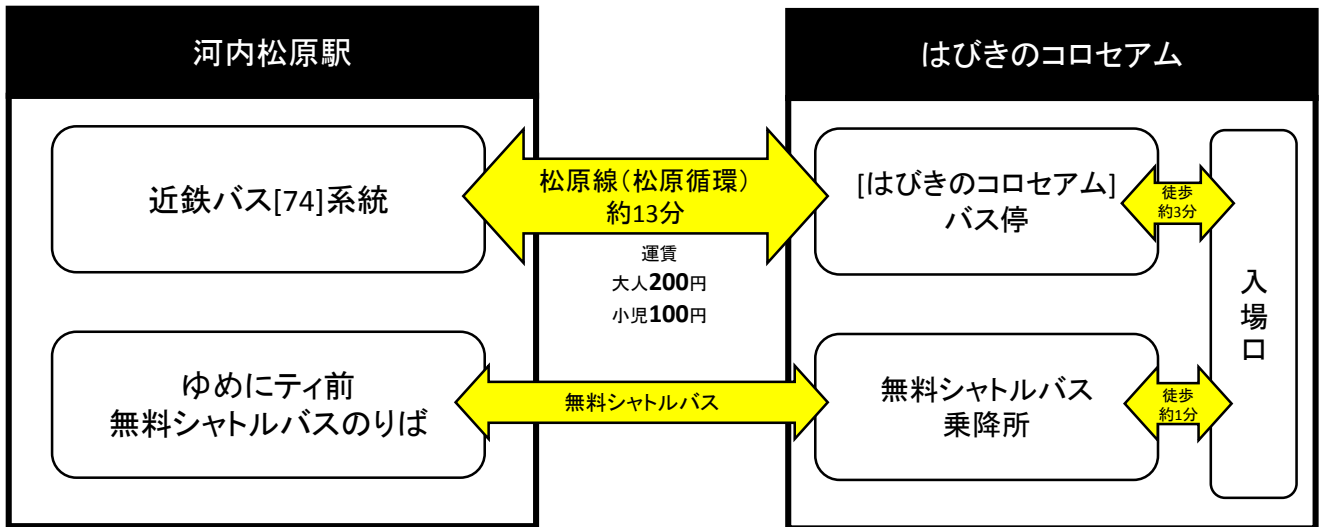 河内松原駅
はびきのコロセアム
近鉄バス[74]系統
松原線(松原循環)
約13分
運賃
大人200円
小児100円
[はびきのコロセアム]
バス停
徒歩
約3分
入場口
ゆめにティ前
無料シャトルバスのりば
無料シャトルバス
無料シャトルバス
乗降所
徒歩
約1分